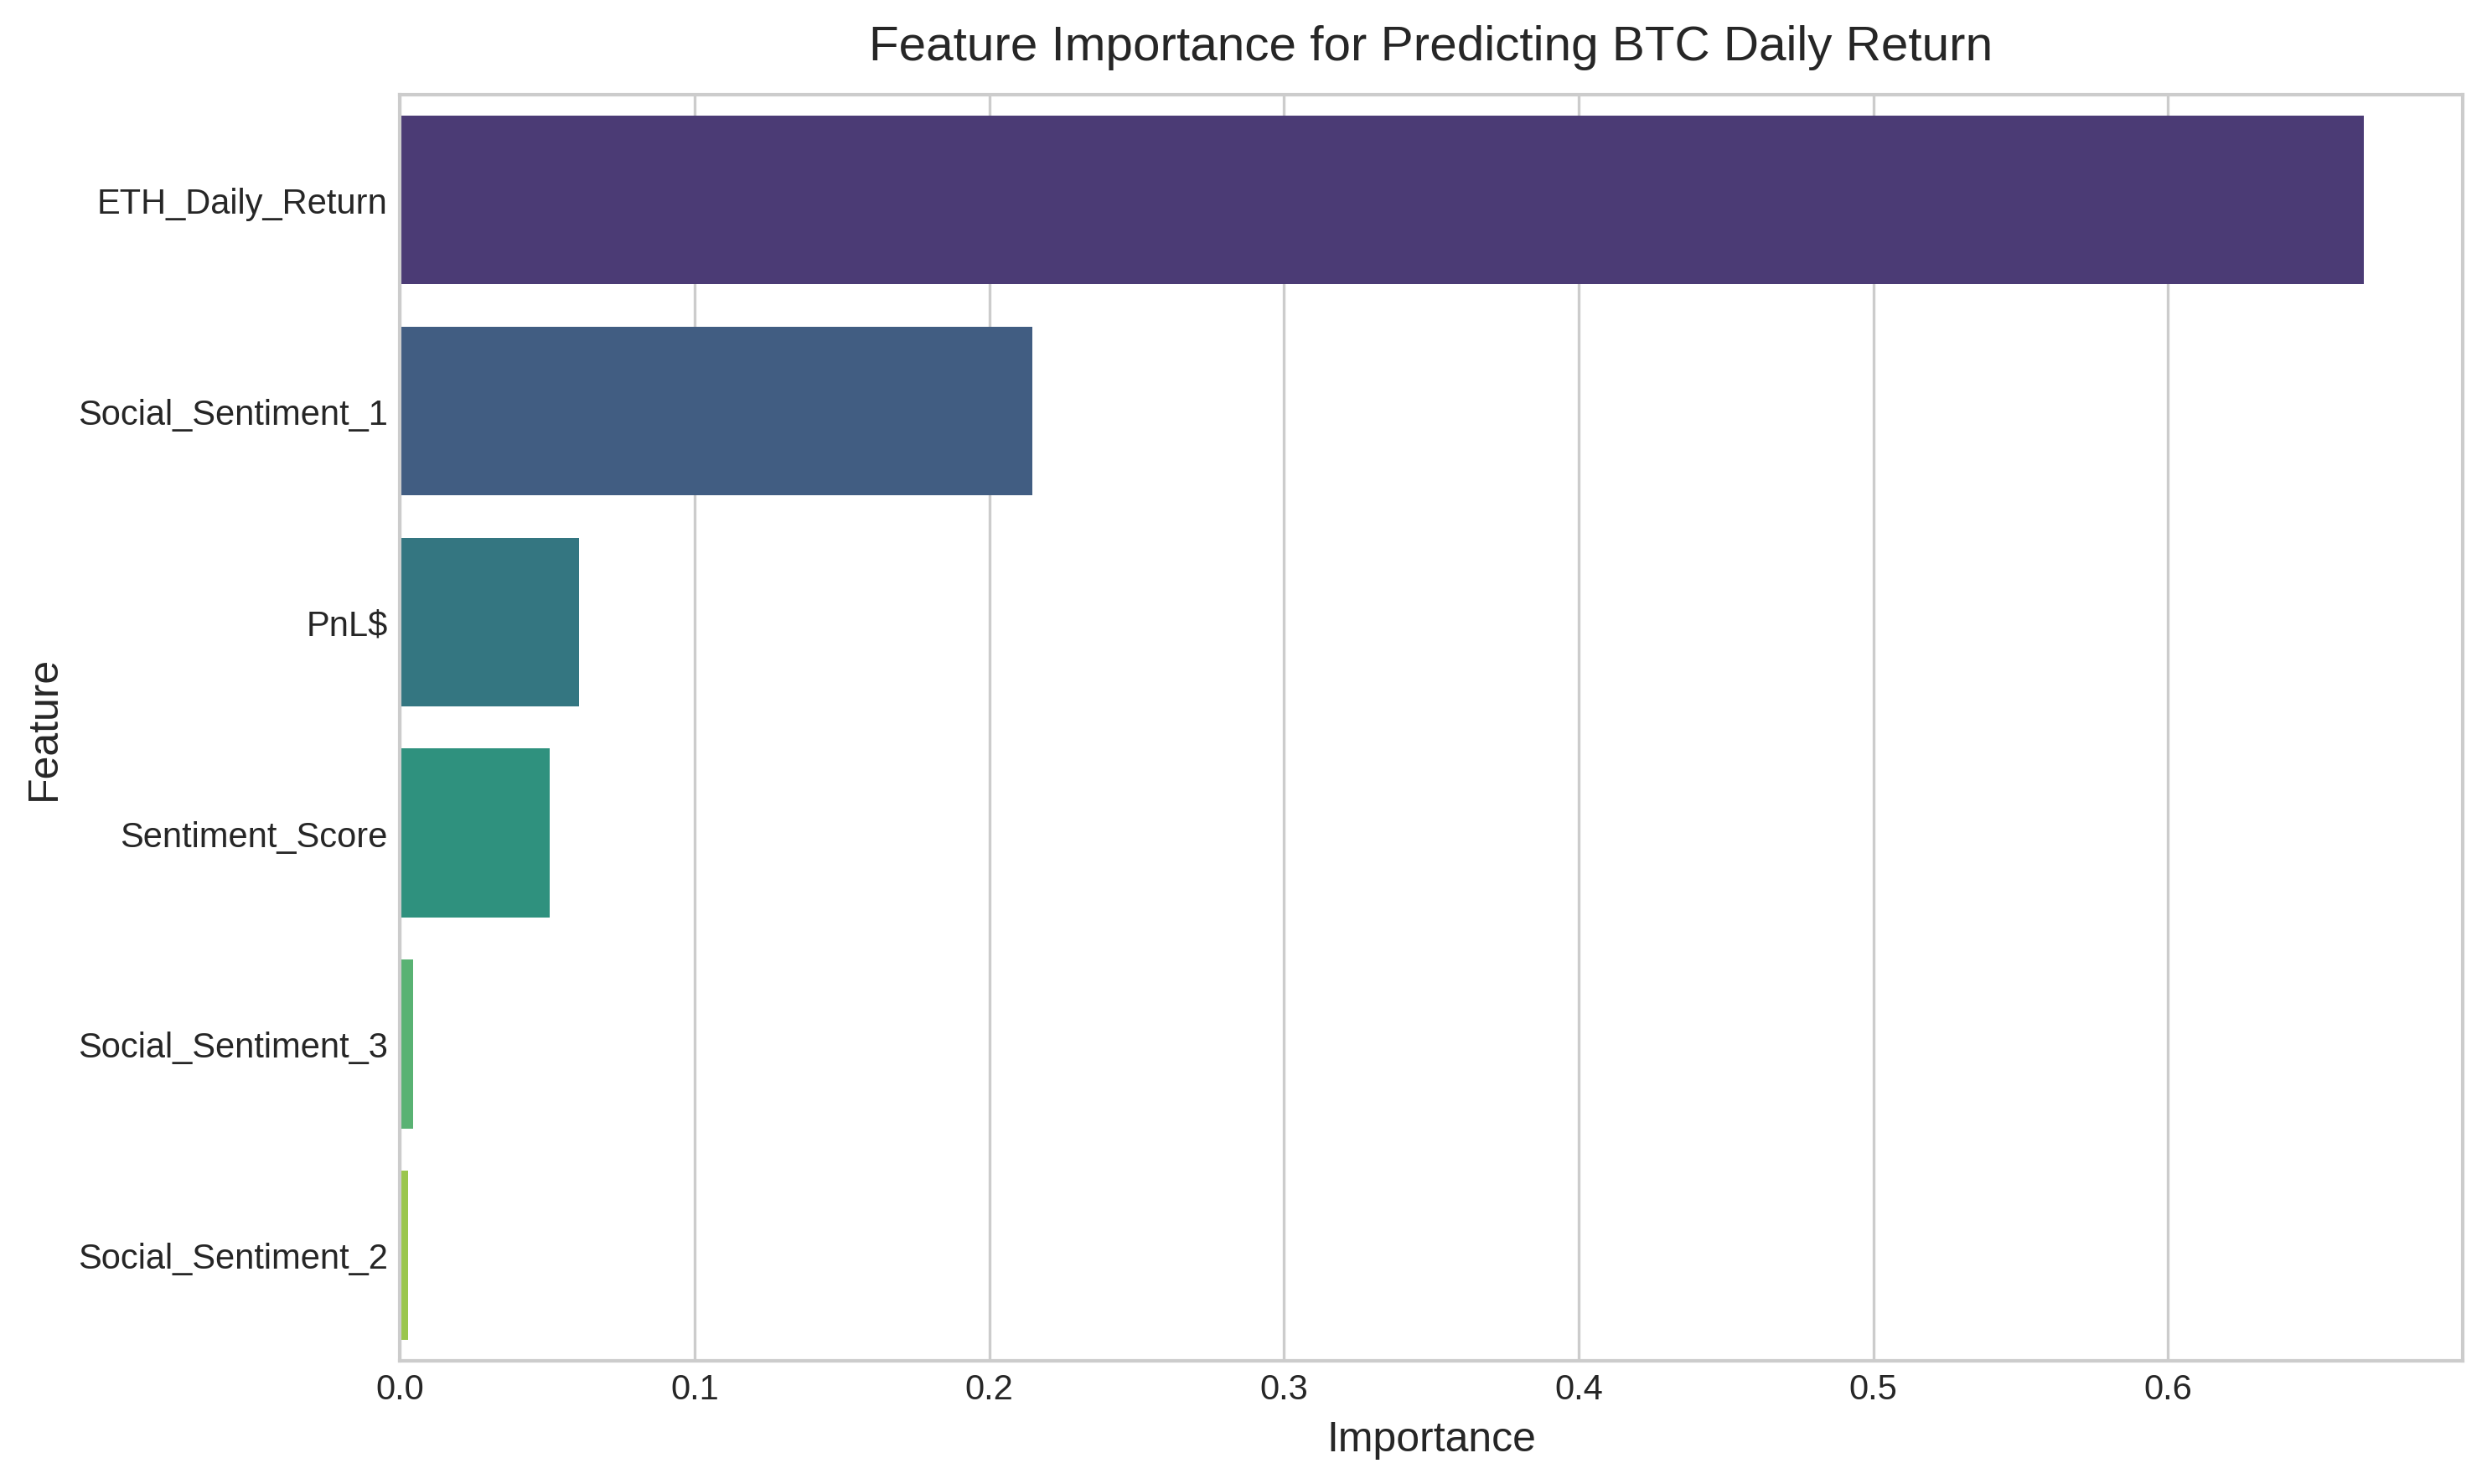 Feature Importance for Predicting BTC Daily Return
ETH_Daily_Return
Social_Sentiment_1
PnL$
Sentiment_Score
Social_Sentiment_3
Social_Sentiment_2
Feature
0.0 0.1 0.2 0.3 0.4 0.5 0.6
Importance